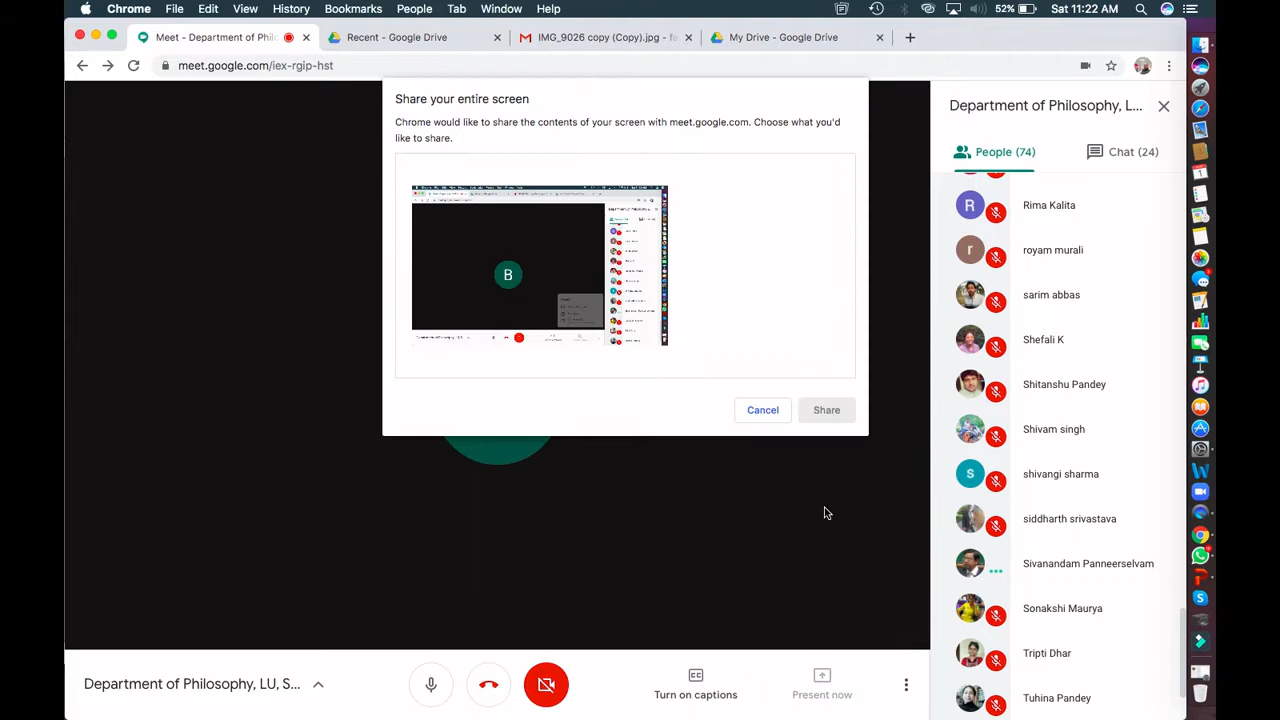 Chrome File Edit View History Bookmarks People Tab Window Help 52% Sat 11:22 AM
Meet - Department of Phil
Recent - Google Drive
IMG_9026 copy (Copy).jpg - f
My Drive - Google Drive
meet.google.com/iex-rgip-hst
Share your entire screen
Chrome would like to share the contents of your screen with meet.google.com. Choose what you'd
like to share.
B
Cancel Share
Department of Philosophy, L...
People (74) Chat (24)
R Rima Kalita
r royam murali
sarim abbas
Shefali K
Shitanshu Pandey
Shivam singh
s shivangi sharma
siddharth srivastava
Sivanandam Panneerselvam
Sonakshi Maurya
Tripti Dhar
Tuhina Pandey
Department of Philosophy, LU, S...
Turn on captions
Present now